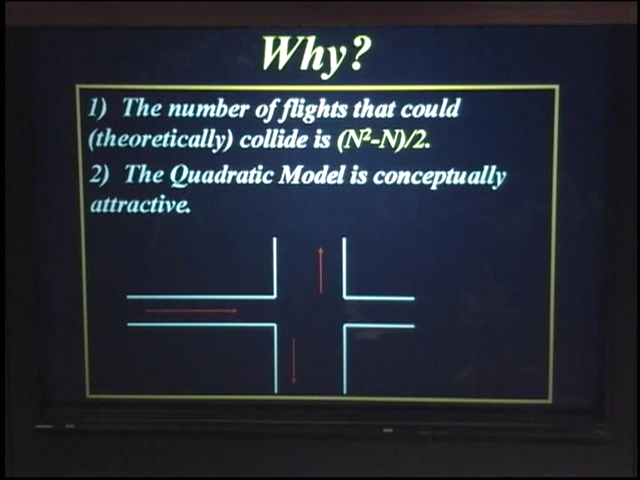 Why?
1) The number of flights that could
(theoretically) collide is (N²-N)/2.
2) The Quadratic Model is conceptually
attractive.